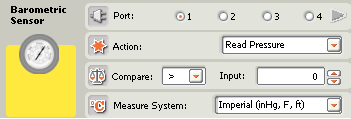 Barometric
Sensor
Port: 1 2 3 4
Action: Read Pressure
Compare: > Input: 0
Measure System: Imperial (inHg, F, ft)